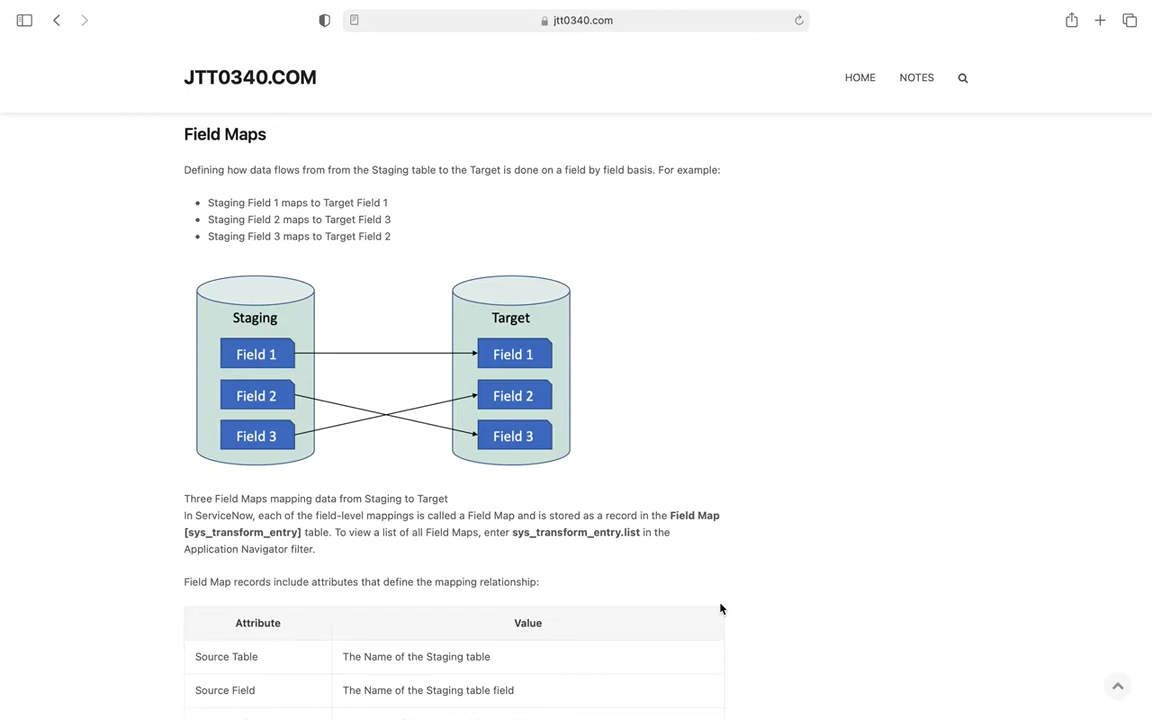 jtt0340.com
JTT0340.COM
HOME NOTES
Field Maps
Defining how data flows from from the Staging table to the Target is done on a field by field basis. For example:
Staging Field 1 maps to Target Field 1
Staging Field 2 maps to Target Field 3
Staging Field 3 maps to Target Field 2
Staging Target
Field 1 Field 1
Field 2 Field 2
Field 3 Field 3
Three Field Maps mapping data from Staging to Target
In ServiceNow, each of the field-level mappings is called a Field Map and is stored as a record in the Field Map
[sys_transform_entry] table. To view a list of all Field Maps, enter sys_transform_entry.list in the
Application Navigator filter.
Field Map records include attributes that define the mapping relationship:
Attribute Value
Source Table The Name of the Staging table
Source Field The Name of the Staging table field